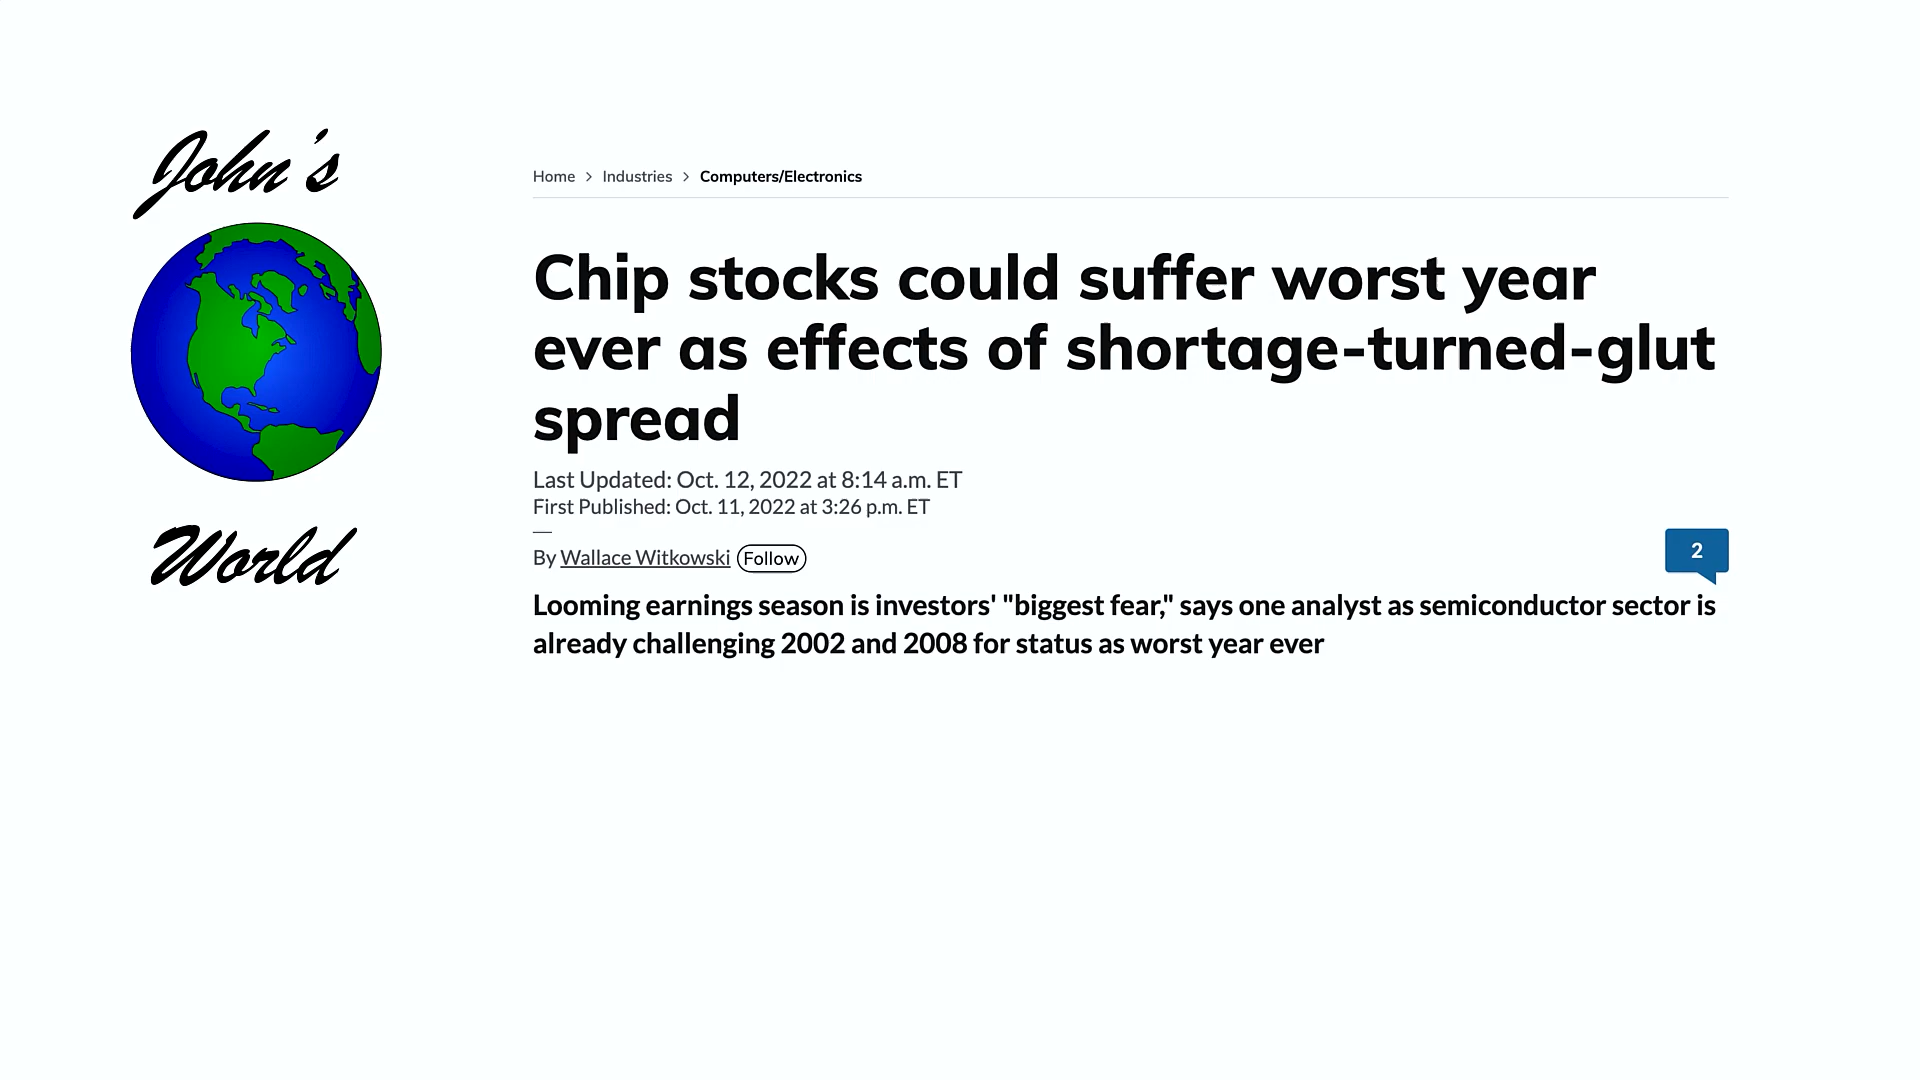 John's
World
Home > Industries > Computers/Electronics
Chip stocks could suffer worst year
ever as effects of shortage-turned-glut
spread
Last Updated: Oct. 12, 2022 at 8:14 a.m. ET
First Published: Oct. 11, 2022 at 3:26 p.m. ET
—
By Wallace Witkowski Follow
2
Looming earnings season is investors' "biggest fear," says one analyst as semiconductor sector is
already challenging 2002 and 2008 for status as worst year ever